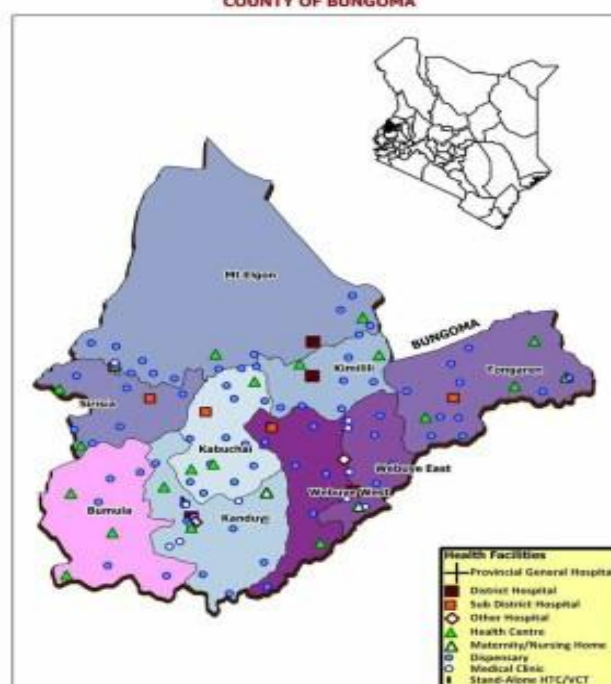 COUNTY OF BUNGOMA
Mt.Elgon
BUNGOMA
Kimilili
Tongaren
Sirisia
Kabuchai
Webuye East
Webuye West
Bumula
Kanduyi
Health Facilities
Provincial General Hospital
District Hospital
Sub District Hospital
Other Hospital
Health Centre
Maternity/Nursing Home
Dispensary
Medical Clinic
Stand-Alone HTC/VCT